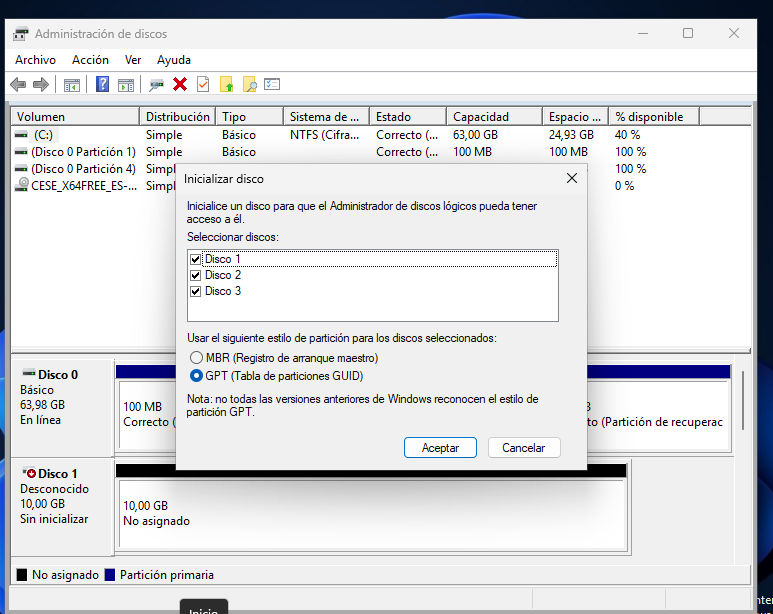 Administración de discos
Archivo Acción Ver Ayuda
Volumen Distribución Tipo Sistema de ... Estado Capacidad Espacio ... % disponible
(C:) Simple Básico NTFS (Cifra... Correcto (... 63,00 GB 24,93 GB 40 %
(Disco 0 Partición 1) Simple Básico Correcto (... 100 MB 100 MB 100 %
(Disco 0 Partición 4) 100 %
CESE_X64FREE_ES-... 0 %
Inicializar disco
Inicialice un disco para que el Administrador de discos lógicos pueda tener
acceso a él.
Seleccionar discos:
Disco 1
Disco 2
Disco 3
Usar el siguiente estilo de partición para los discos seleccionados:
MBR (Registro de arranque maestro)
GPT (Tabla de particiones GUID)
Nota: no todas las versiones anteriores de Windows reconocen el estilo de
partición GPT.
Aceptar Cancelar
Disco 0
Básico
63,98 GB
En línea
100 MB
Correcto (
(Partición de recuperac
Disco 1
Desconocido
10,00 GB
Sin inicializar
10,00 GB
No asignado
No asignado Partición primaria
Inicio